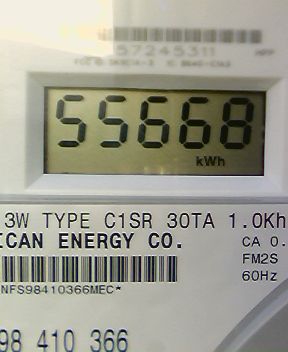 57245311
55668
kWh
3W TYPE C1SR 30TA 1.0Kh
ICAN ENERGY CO.
CA 0.
FM2S
60Hz
NFS98410366MEC*
98 410 366